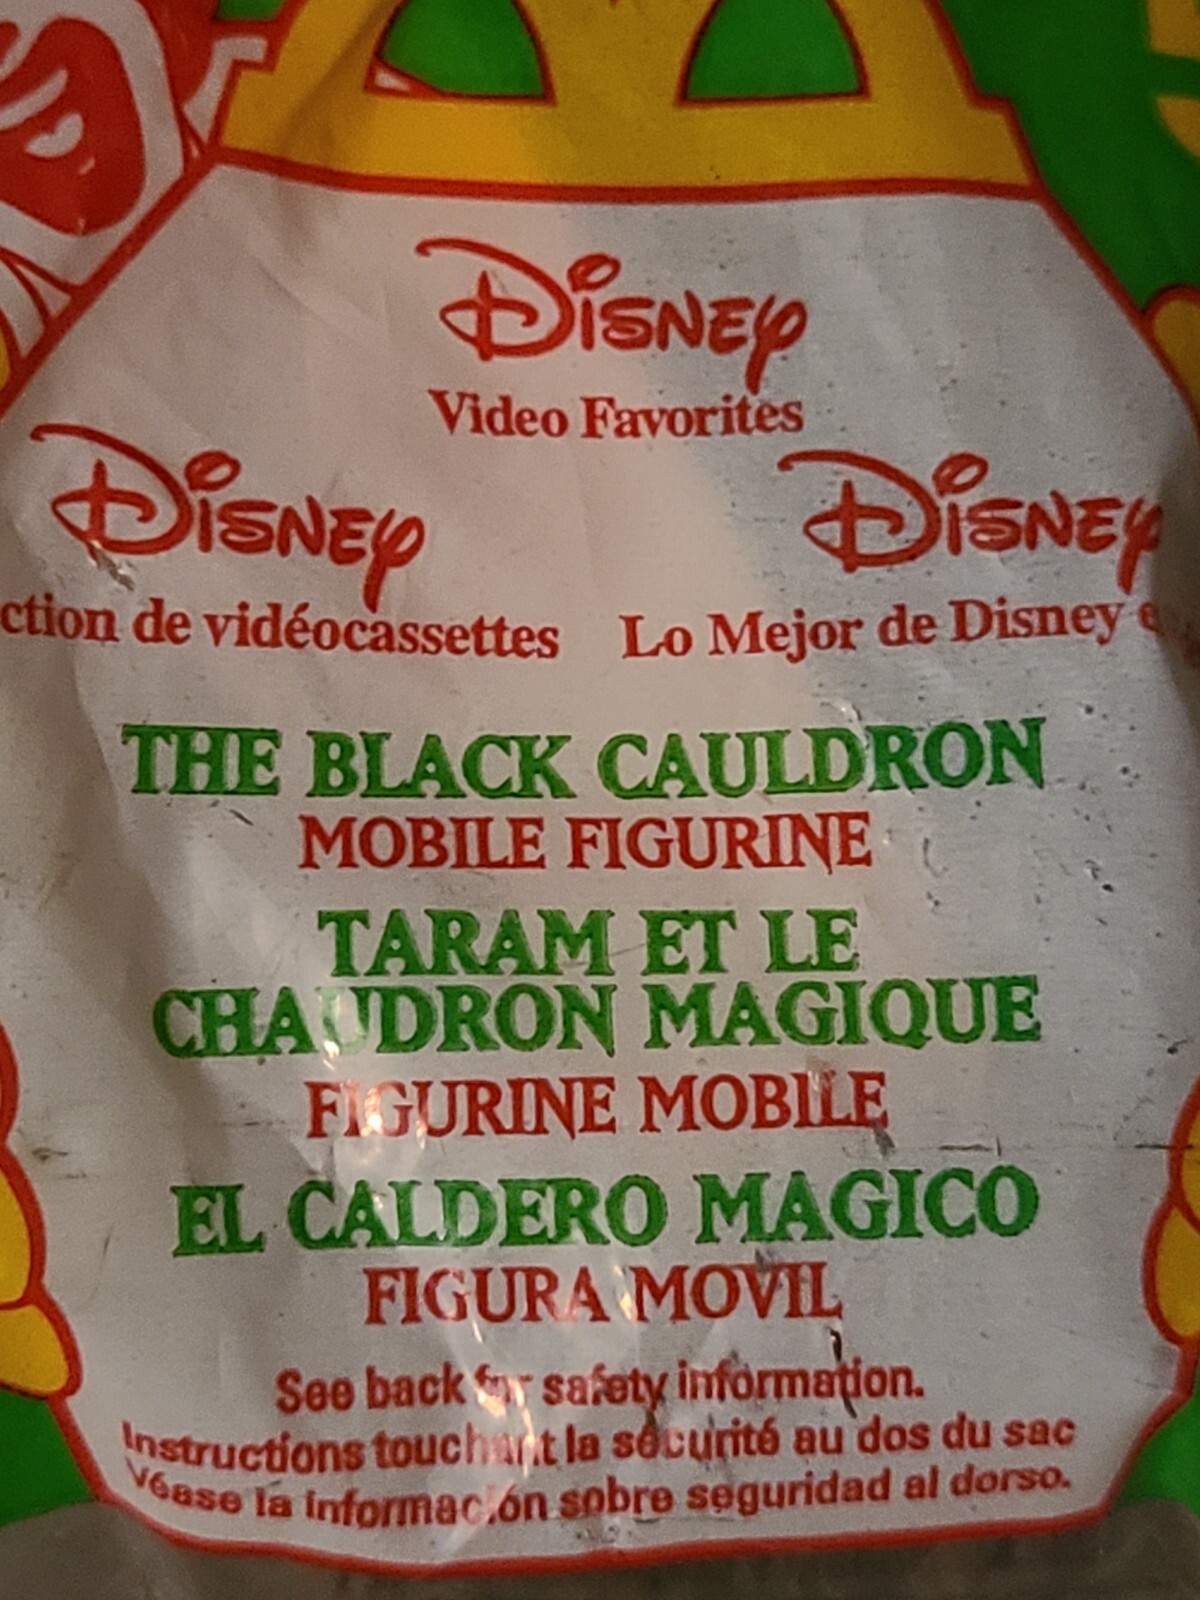 Disney
Video Favorites
Disney Disney
ction de vidéocassettes Lo Mejor de Disney
THE BLACK CAULDRON
MOBILE FIGURINE
TARAM ET LE
CHAUDRON MAGIQUE
FIGURINE MOBILE
EL CALDERO MAGICO
FIGURA MOVIL
See back for safety information.
Instructions touchant la sécurité au dos du sac
Véase la información sobre seguridad al dorso.